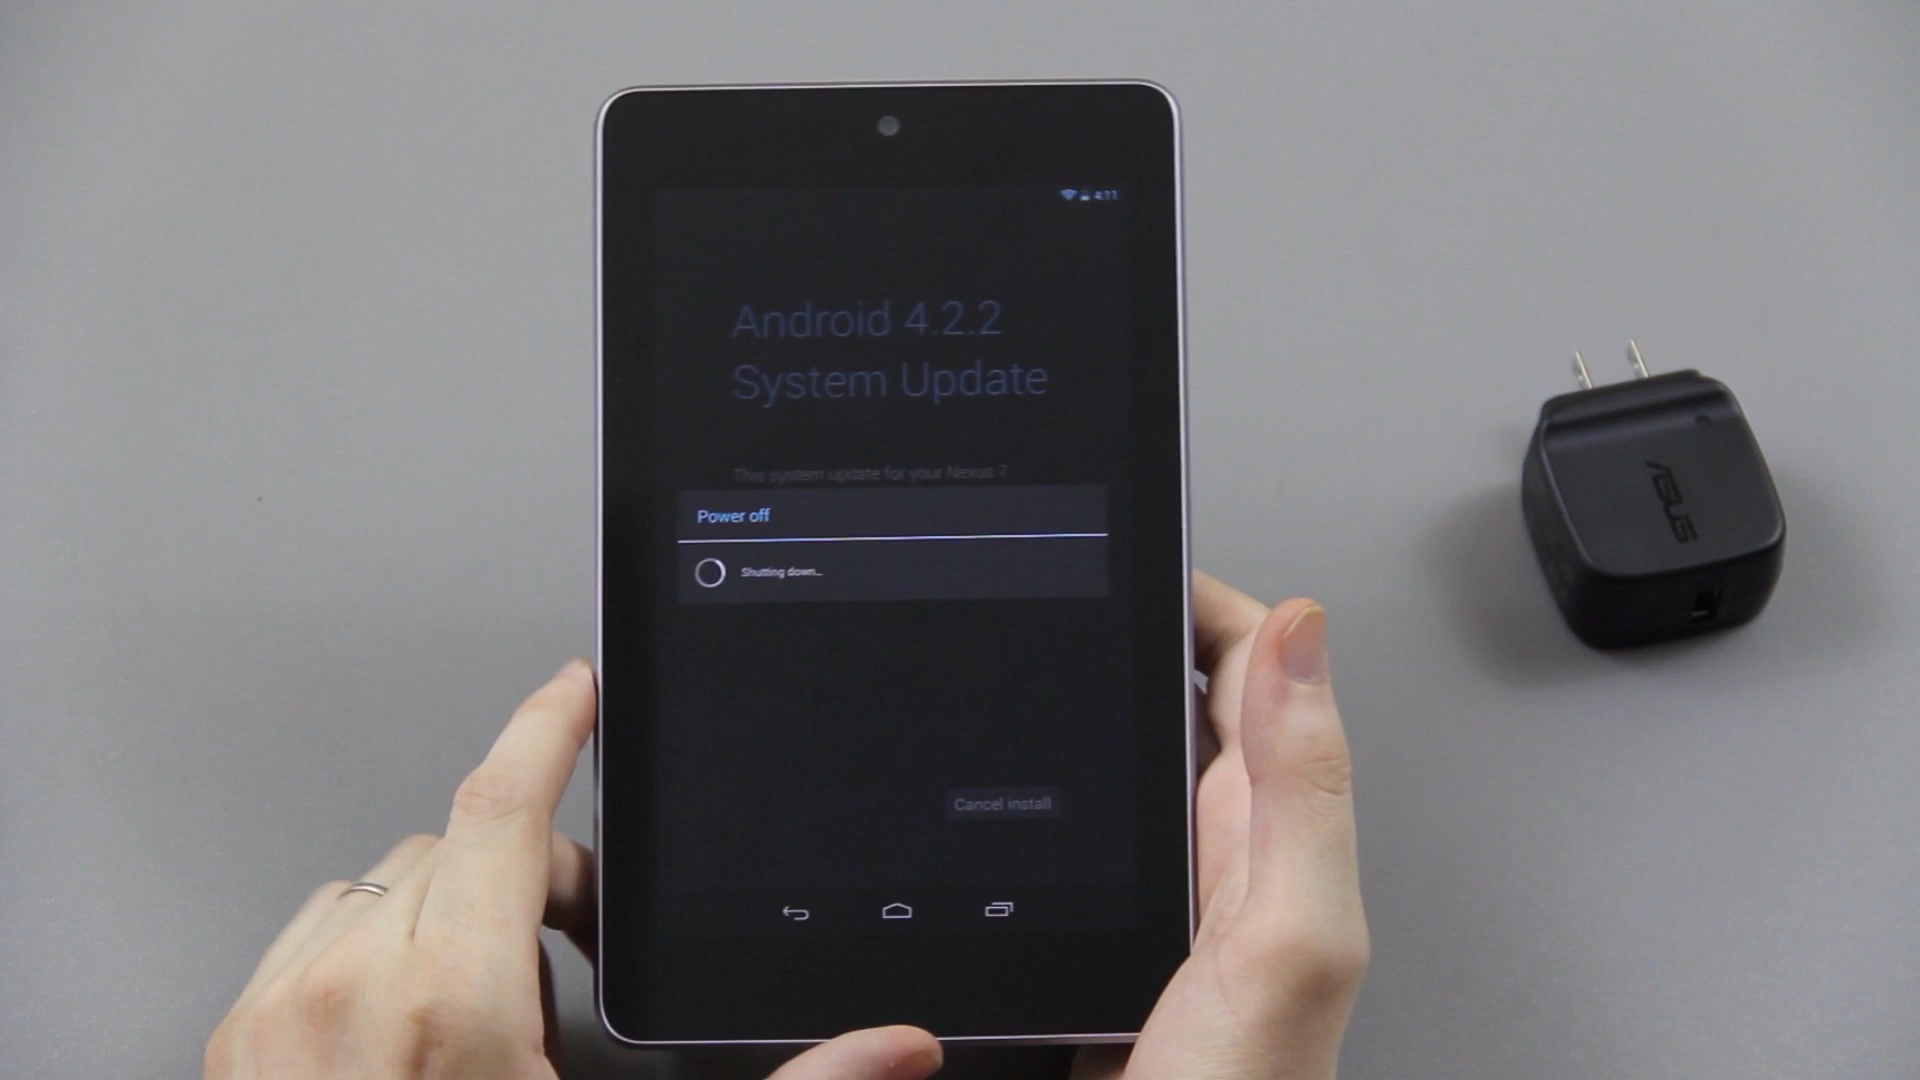 4:11
Android 4.2.2
System Update
This system update for your Nexus 7
Power off
Shutting down...
Cancel install
ASUS